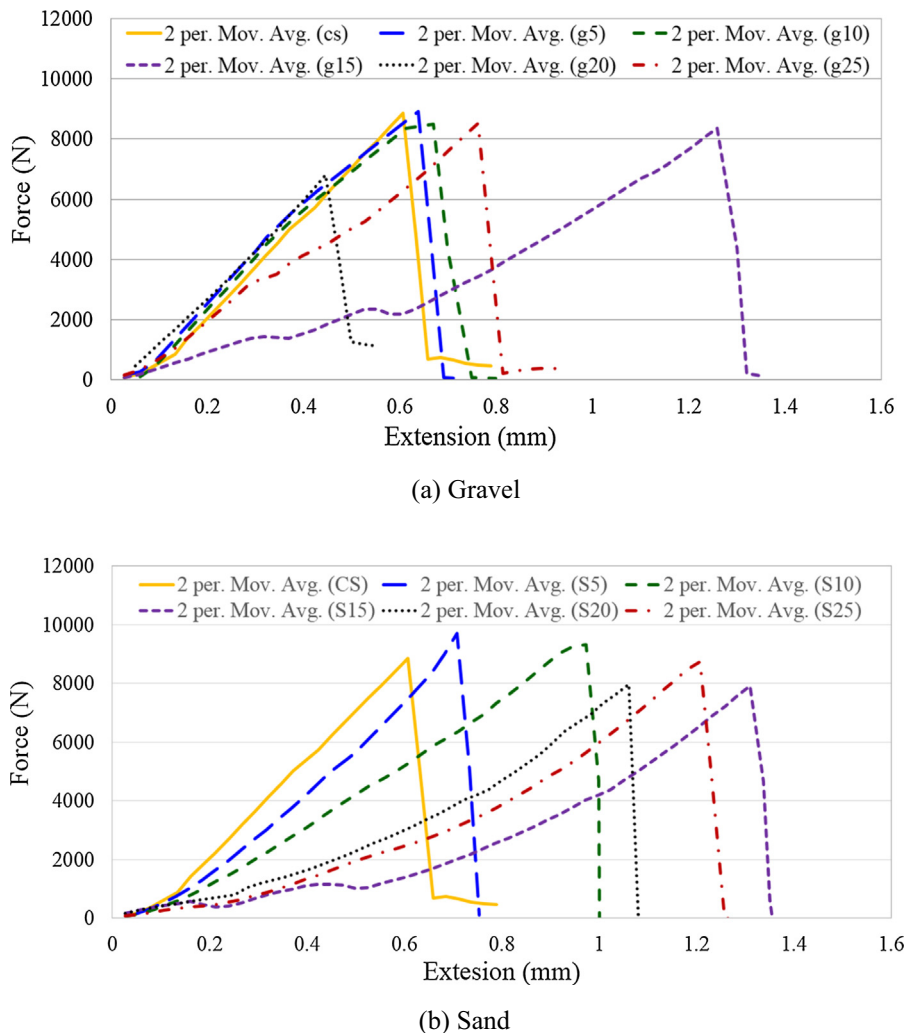 12000
2 per. Mov. Avg. (cs) 2 per. Mov. Avg. (g5) 2 per. Mov. Avg. (g10)
2 per. Mov. Avg. (g15) 2 per. Mov. Avg. (g20) 2 per. Mov. Avg. (g25)
10000
8000
6000
4000
2000
0
Force (N)
0 0.2 0.4 0.6 0.8 1 1.2 1.4 1.6
Extension (mm)
(a) Gravel
12000
2 per. Mov. Avg. (CS) 2 per. Mov. Avg. (S5) 2 per. Mov. Avg. (S10)
2 per. Mov. Avg. (S15) 2 per. Mov. Avg. (S20) 2 per. Mov. Avg. (S25)
10000
8000
6000
4000
2000
0
Force (N)
0 0.2 0.4 0.6 0.8 1 1.2 1.4 1.6
Extesion (mm)
(b) Sand